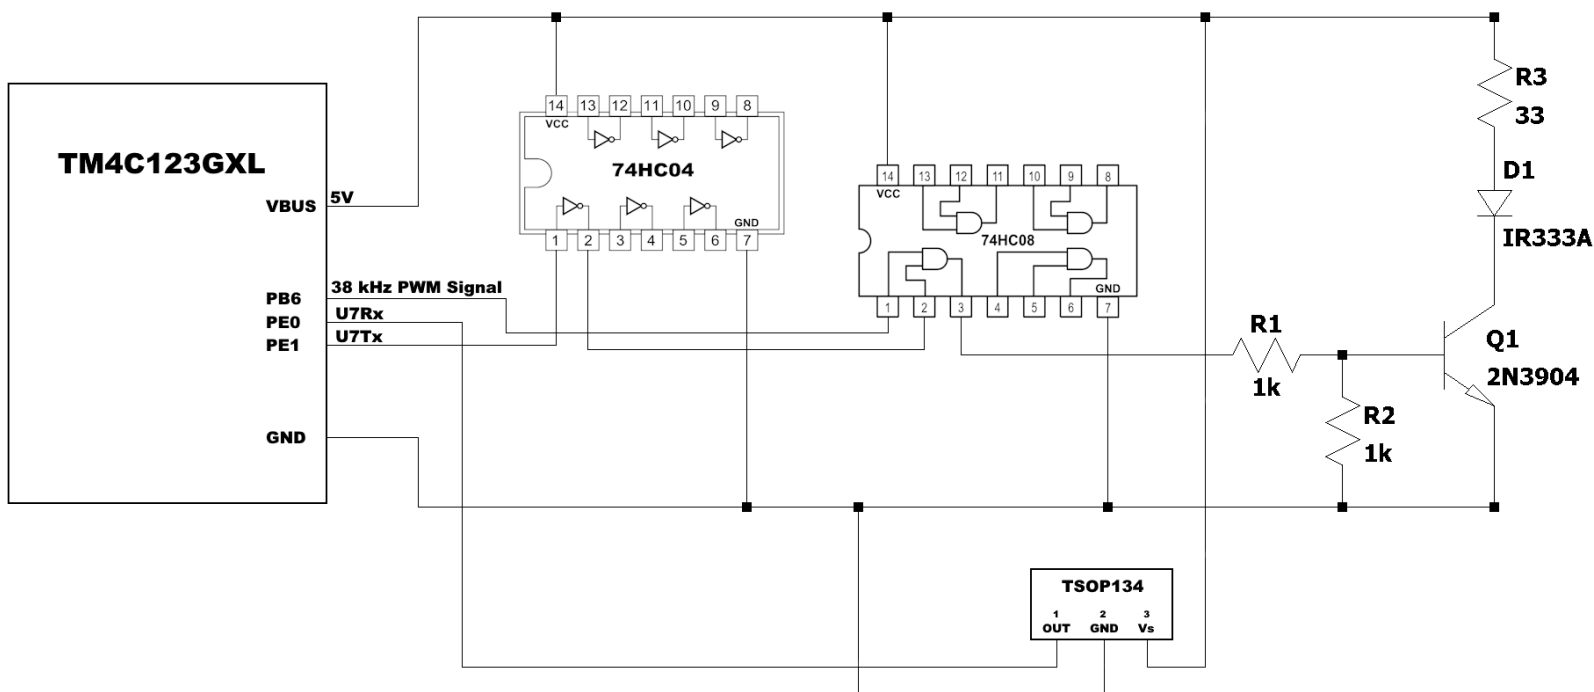 TM4C123GXL
VBUS
5V
PB6
38 kHz PWM Signal
PE0
U7Rx
PE1
U7Tx
GND
14 13 12 11 10 9 8
VCC
74HC04
GND
1 2 3 4 5 6 7
14 13 12 11 10 9 8
VCC
74HC08
GND
1 2 3 4 5 6 7
R3
33
D1
IR333A
R1
1k
Q1
2N3904
R2
1k
TSOP134
1 2 3
OUT GND Vs